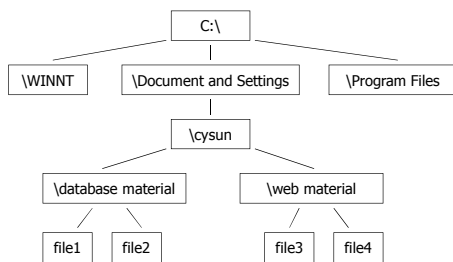 C:\
\WINNT
\Document and Settings
\Program Files
\cysun
\database material
\web material
file1
file2
file3
file4